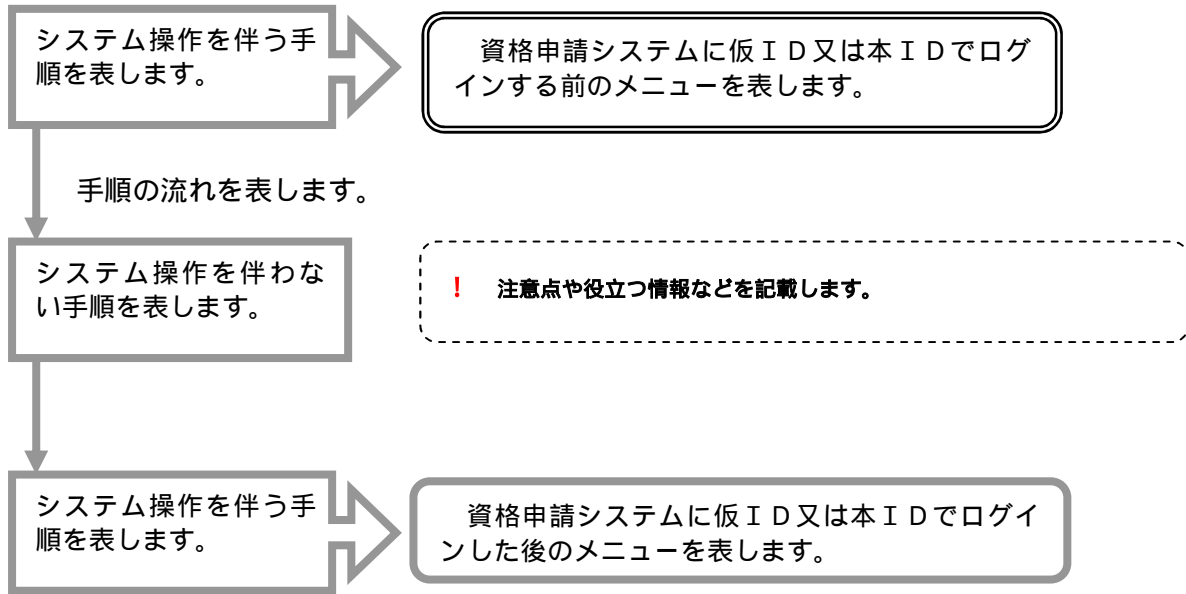 システム操作を伴う手
順を表します。
　資格申請システムに仮ＩＤ又は本ＩＤでログ
インする前のメニューを表します。
手順の流れを表します。
システム操作を伴わな
い手順を表します。
！　注意点や役立つ情報などを記載します。
システム操作を伴う手
順を表します。
　資格申請システムに仮ＩＤ又は本ＩＤでログイ
ンした後のメニューを表します。